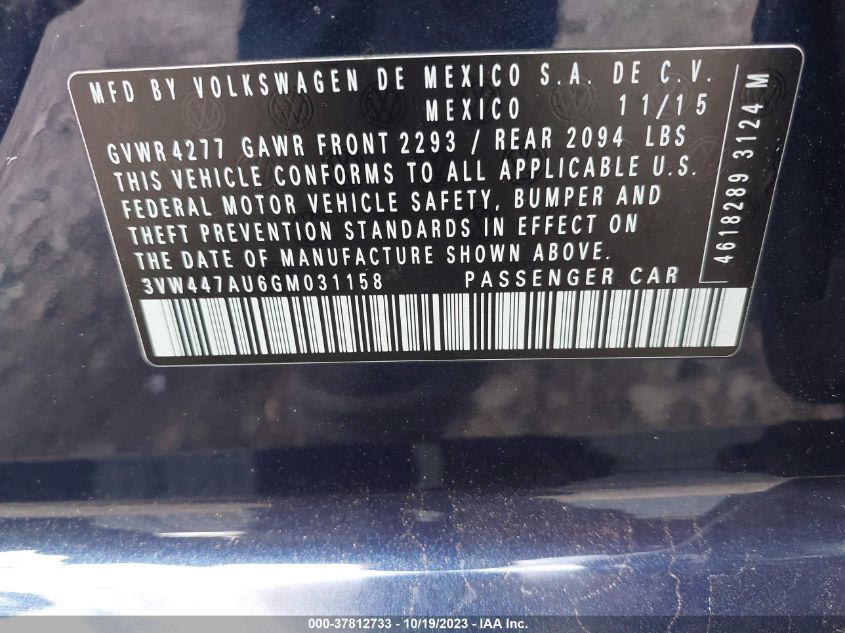 MFD BY VOLKSWAGEN DE MEXICO S.A. DE C.V.
MEXICO 11/15
GVWR 4277 GAWR FRONT 2293 / REAR 2094 LBS
THIS VEHICLE CONFORMS TO ALL APPLICABLE U.S.
FEDERAL MOTOR VEHICLE SAFETY, BUMPER AND
THEFT PREVENTION STANDARDS IN EFFECT ON
THE DATE OF MANUFACTURE SHOWN ABOVE.
3VW447AU6GM031158 PASSENGER CAR
4618289 3124 M
000-37812733 - 10/19/2023 - IAA Inc.